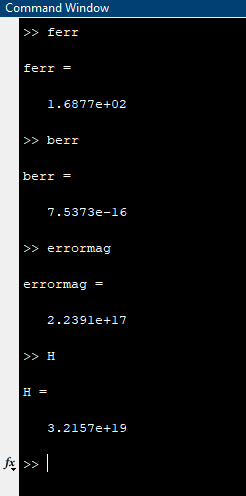 Command Window
>> ferr
ferr =
1.6877e+02
>> berr
berr =
7.5373e-16
>> errormag
errormag =
2.2391e+17
>> H
H =
3.2157e+19
fx >>